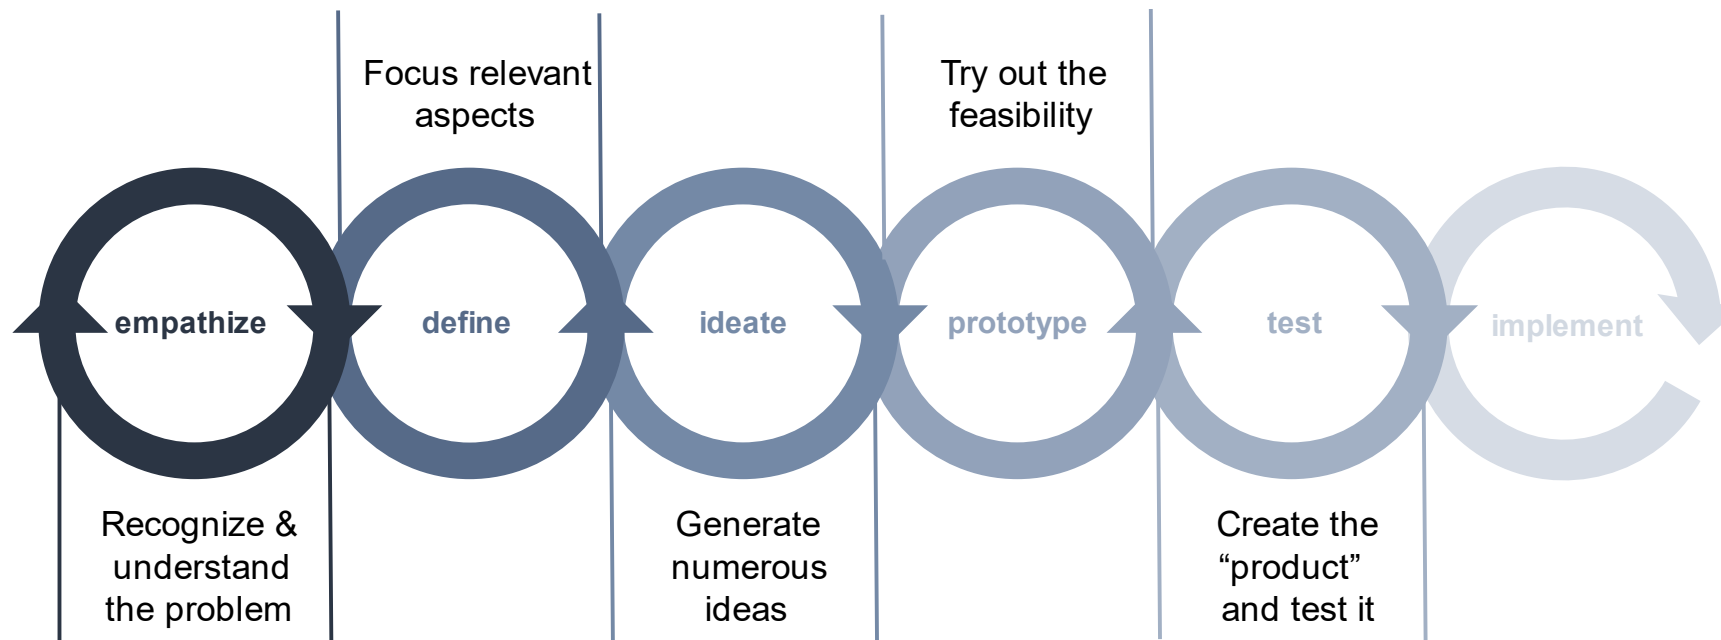 Focus relevant
aspects
Try out the
feasibility
empathize
define
ideate
prototype
test
implement
Recognize &
understand
the problem
Generate
numerous
ideas
Create the
“product”
and test it